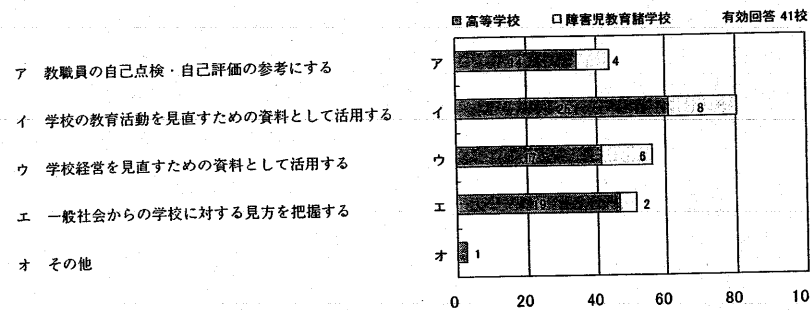 高等学校 障害児教育諸学校 有効回答 41校
ア 教職員の自己点検・自己評価の参考にする
イ 学校の教育活動を見直すための資料として活用する
ウ 学校経営を見直すための資料として活用する
エ 一般社会からの学校に対する見方を把握する
オ その他
ア 14 4
イ 25 8
ウ 17 6
エ 19 2
オ 1
0 20 40 60 80 10